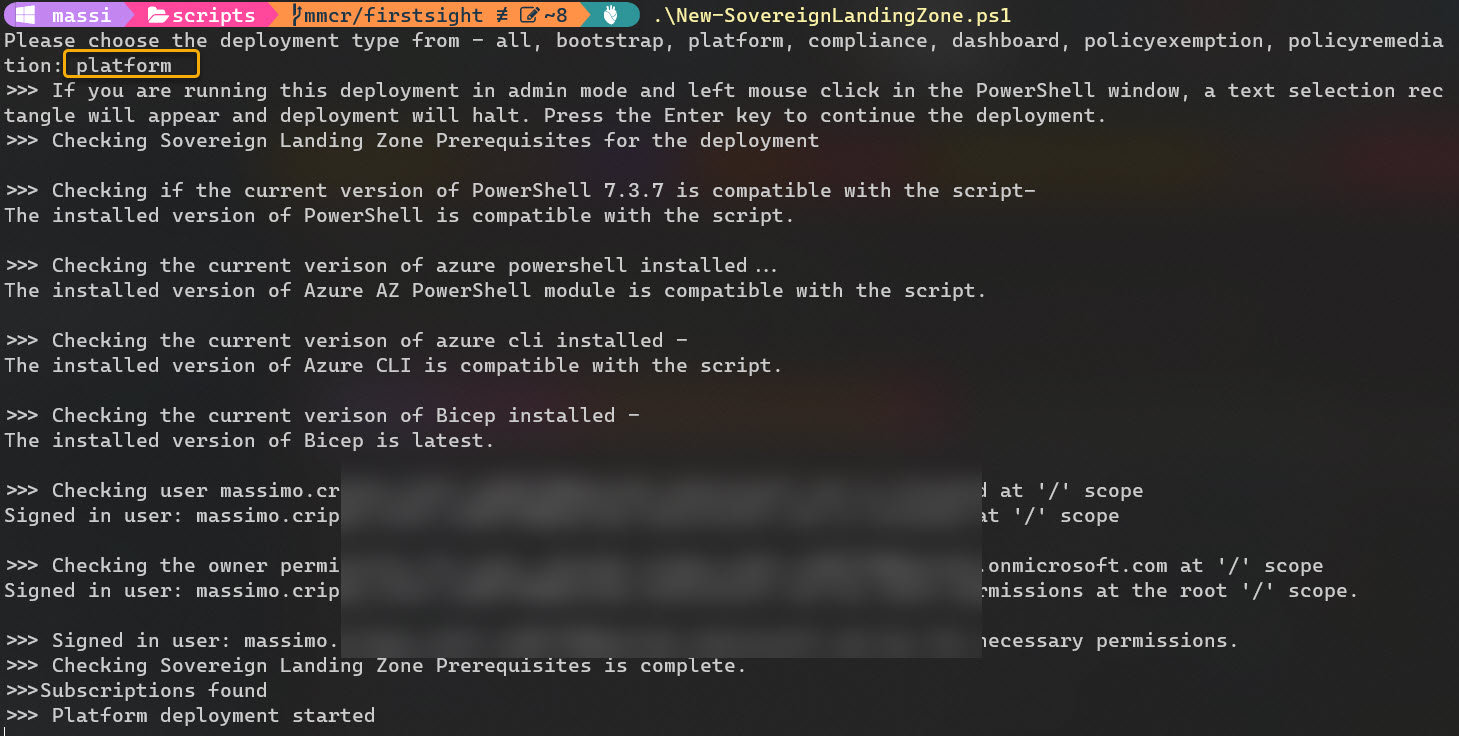 massi scripts mmcr/firstsight ≢ ~8 .\New-SovereignLandingZone.ps1
Please choose the deployment type from - all, bootstrap, platform, compliance, dashboard, policyexemption, policyremedia
tion: platform
>>> If you are running this deployment in admin mode and left mouse click in the PowerShell window, a text selection rec
tangle will appear and deployment will halt. Press the Enter key to continue the deployment.
>>> Checking Sovereign Landing Zone Prerequisites for the deployment
>>> Checking if the current version of PowerShell 7.3.7 is compatible with the script-
The installed version of PowerShell is compatible with the script.
>>> Checking the current verison of azure powershell installed...
The installed version of Azure AZ PowerShell module is compatible with the script.
>>> Checking the current verison of azure cli installed -
The installed version of Azure CLI is compatible with the script.
>>> Checking the current verison of Bicep installed -
The installed version of Bicep is latest.
>>> Checking user massimo.cr at '/' scope
Signed in user: massimo.crip at '/' scope
>>> Checking the owner permi .onmicrosoft.com at '/' scope
Signed in user: massimo.crip rmissions at the root '/' scope.
>>> Signed in user: massimo. necessary permissions.
>>> Checking Sovereign Landing Zone Prerequisites is complete.
>>>Subscriptions found
>>> Platform deployment started